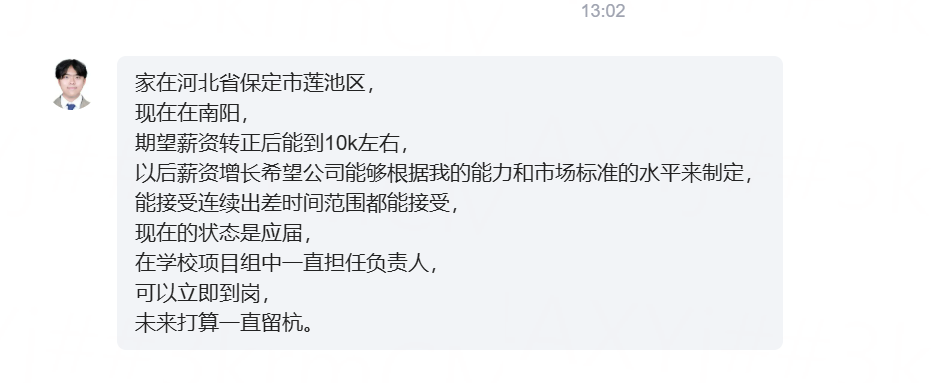 13:02
家在河北省保定市莲池区，
现在在南阳，
期望薪资转正后能到10k左右，
以后薪资增长希望公司能够根据我的能力和市场标准的水平来制定，
能接受连续出差时间范围都能接受，
现在的状态是应届，
在学校项目组中一直担任负责人，
可以立即到岗，
未来打算一直留杭。